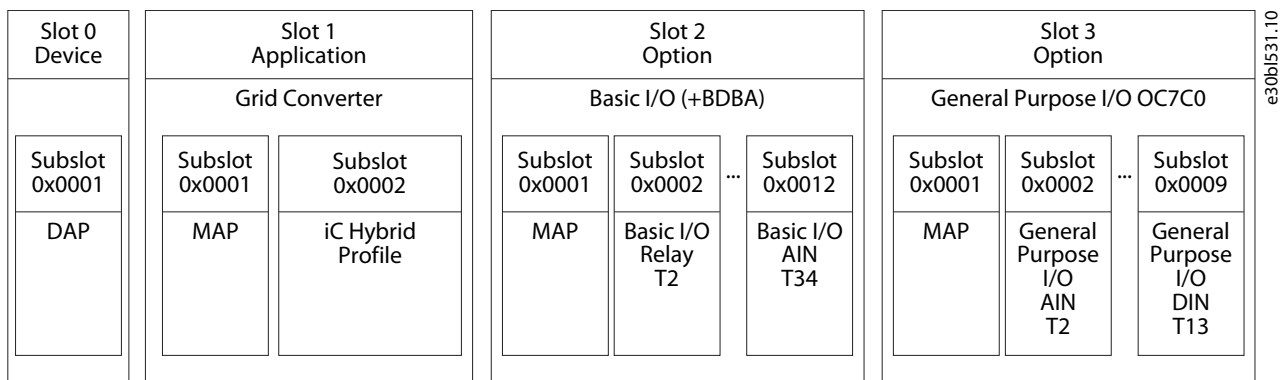 Slot 0
Device
Subslot
0x0001
DAP
Slot 1
Application
Grid Converter
Subslot
0x0001
MAP
Subslot
0x0002
iC Hybrid
Profile
Slot 2
Option
Basic I/O (+BDBA)
Subslot
0x0001
MAP
Subslot
0x0002
Basic I/O
Relay
T2
...
Subslot
0x0012
Basic I/O
AIN
T34
Slot 3
Option
General Purpose I/O OC7C0
Subslot
0x0001
MAP
Subslot
0x0002
General
Purpose
I/O
AIN
T2
...
Subslot
0x0009
General
Purpose
I/O
DIN
T13
e30bl531.10